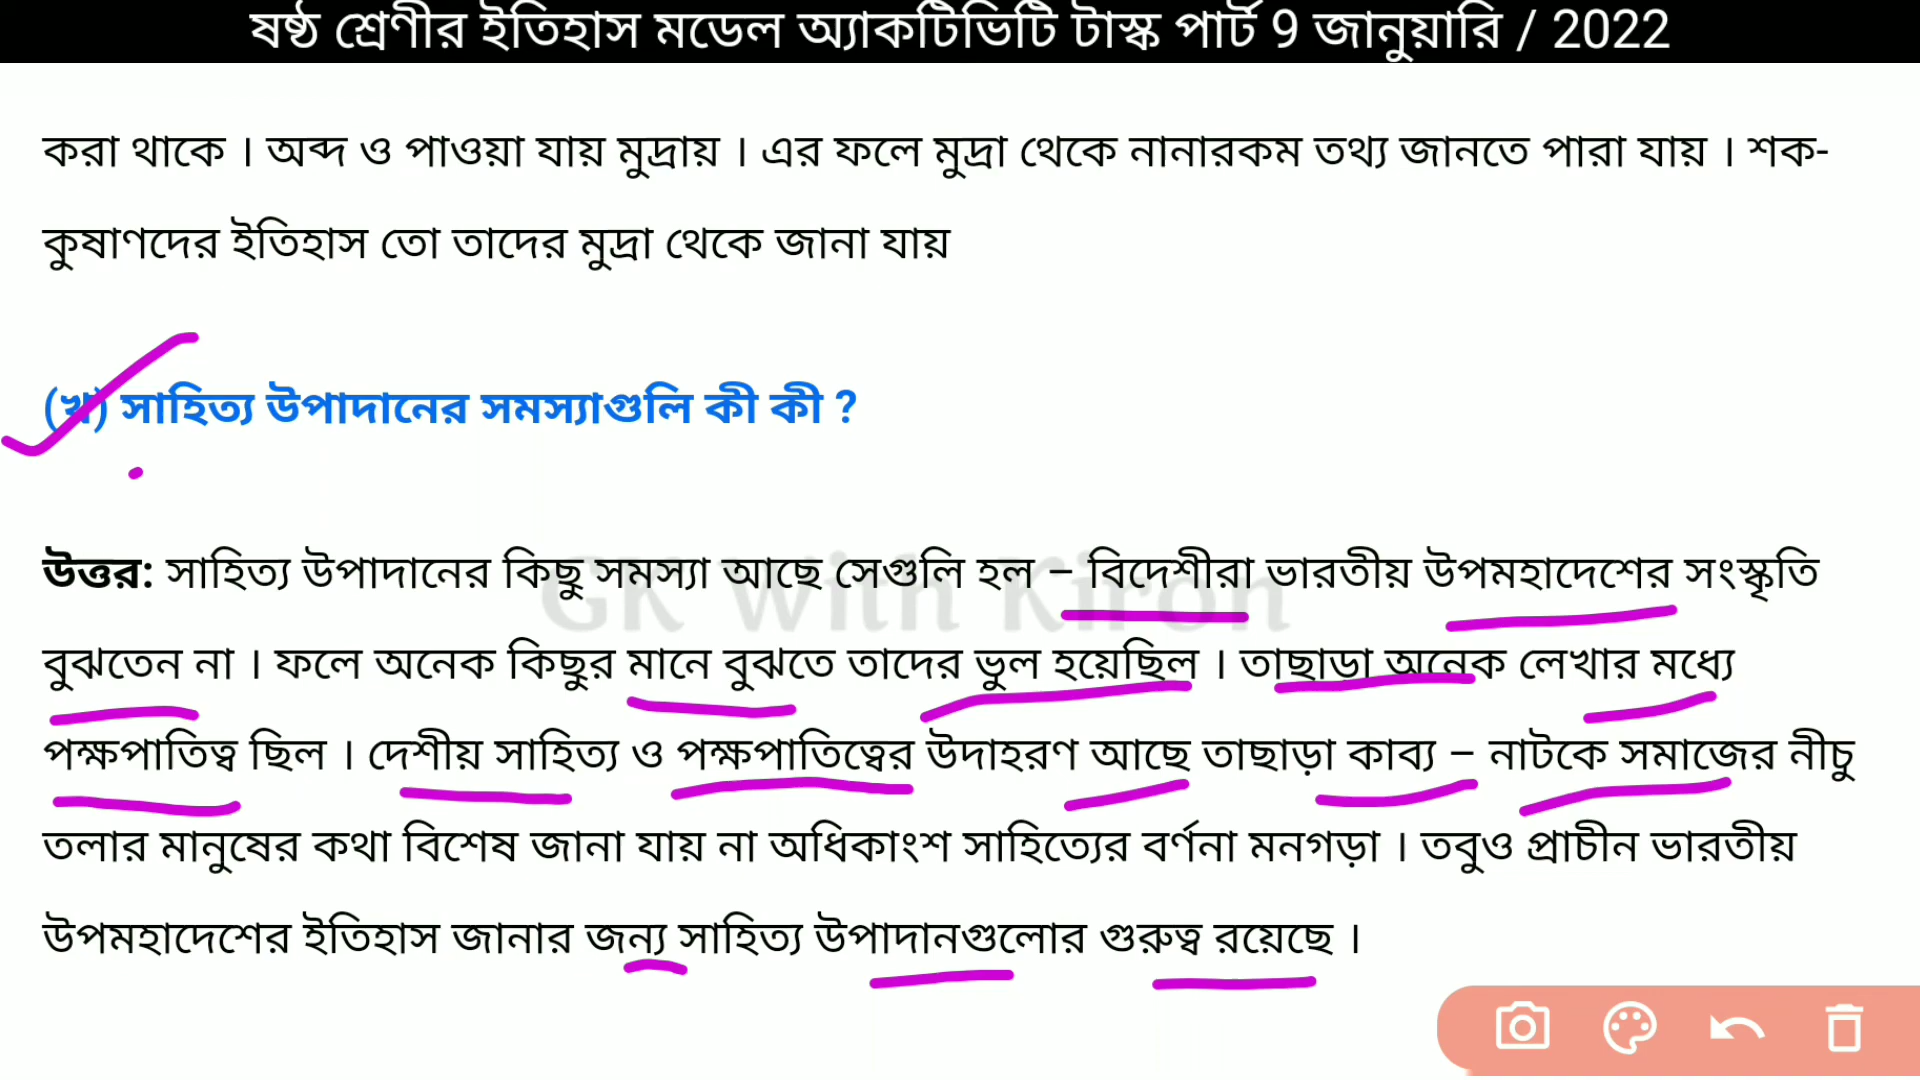 ষষ্ঠ শ্রেণীর ইতিহাস মডেল অ্যাকটিভিটি টাস্ক পার্ট 9 জানুয়ারি / 2022
করা থাকে । অব্দ ও পাওয়া যায় মুদ্রায় । এর ফলে মুদ্রা থেকে নানারকম তথ্য জানতে পারা যায় । শক-
কুষাণদের ইতিহাস তো তাদের মুদ্রা থেকে জানা যায়
(খ) সাহিত্য উপাদানের সমস্যাগুলি কী কী ?
উত্তর: সাহিত্য উপাদানের কিছু সমস্যা আছে সেগুলি হল – বিদেশীরা ভারতীয় উপমহাদেশের সংস্কৃতি
বুঝতেন না । ফলে অনেক কিছুর মানে বুঝতে তাদের ভুল হয়েছিল । তাছাড়া অনেক লেখার মধ্যে
পক্ষপাতিত্ব ছিল । দেশীয় সাহিত্য ও পক্ষপাতিত্বের উদাহরণ আছে তাছাড়া কাব্য – নাটকে সমাজের নীচু
তলার মানুষের কথা বিশেষ জানা যায় না অধিকাংশ সাহিত্যের বর্ণনা মনগড়া । তবুও প্রাচীন ভারতীয়
উপমহাদেশের ইতিহাস জানার জন্য সাহিত্য উপাদানগুলোর গুরুত্ব রয়েছে ।
GK With Kiron